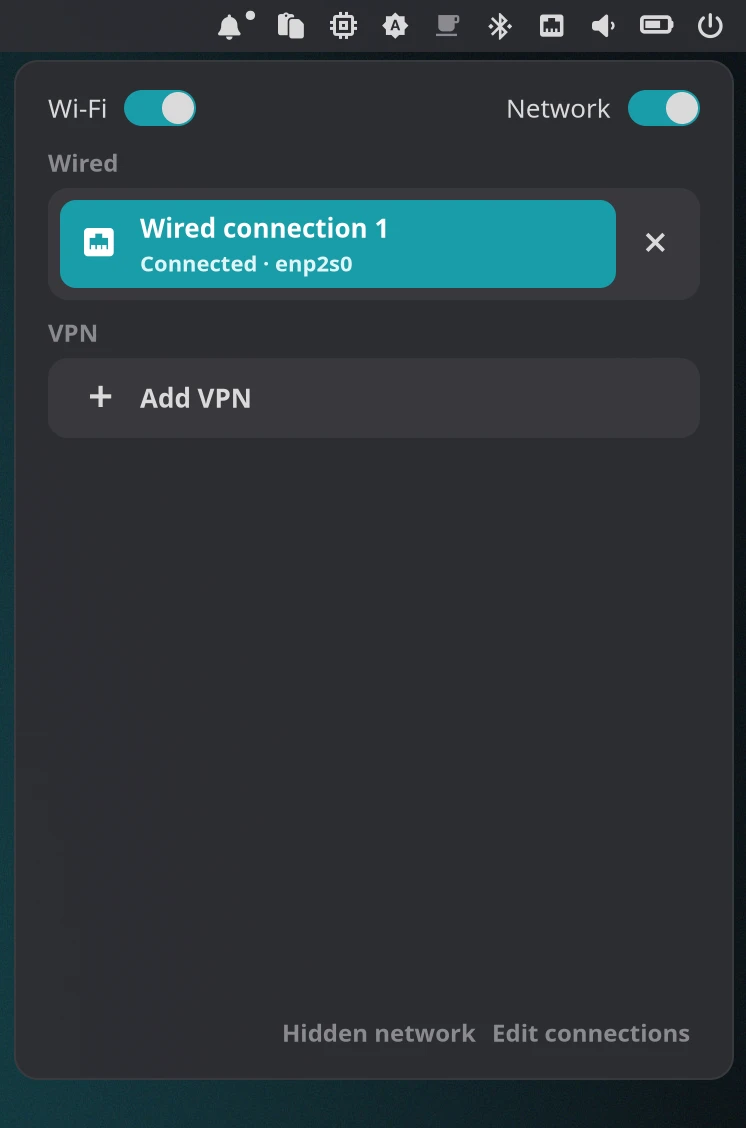 Wi-Fi
Network
Wired
Wired connection 1
Connected · enp2s0
VPN
Add VPN
Hidden network
Edit connections